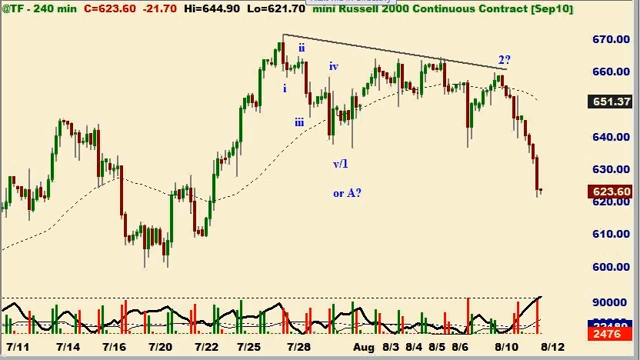 @TF - 240 min C=623.60 -21.70 Hi=644.90 Lo=621.70 mini Russell 2000 Continuous Contract [Sep10]
670.00
ii
2?
iv
660.00
i
651.37
iii
640.00
v/1
630.00
or A?
623.60
620.00
610.00
600.00
90000
2476
7/11 7/14 7/16 7/20 7/22 7/26 7/28 Aug 8/3 8/4 8/5 8/6 8/10 8/12